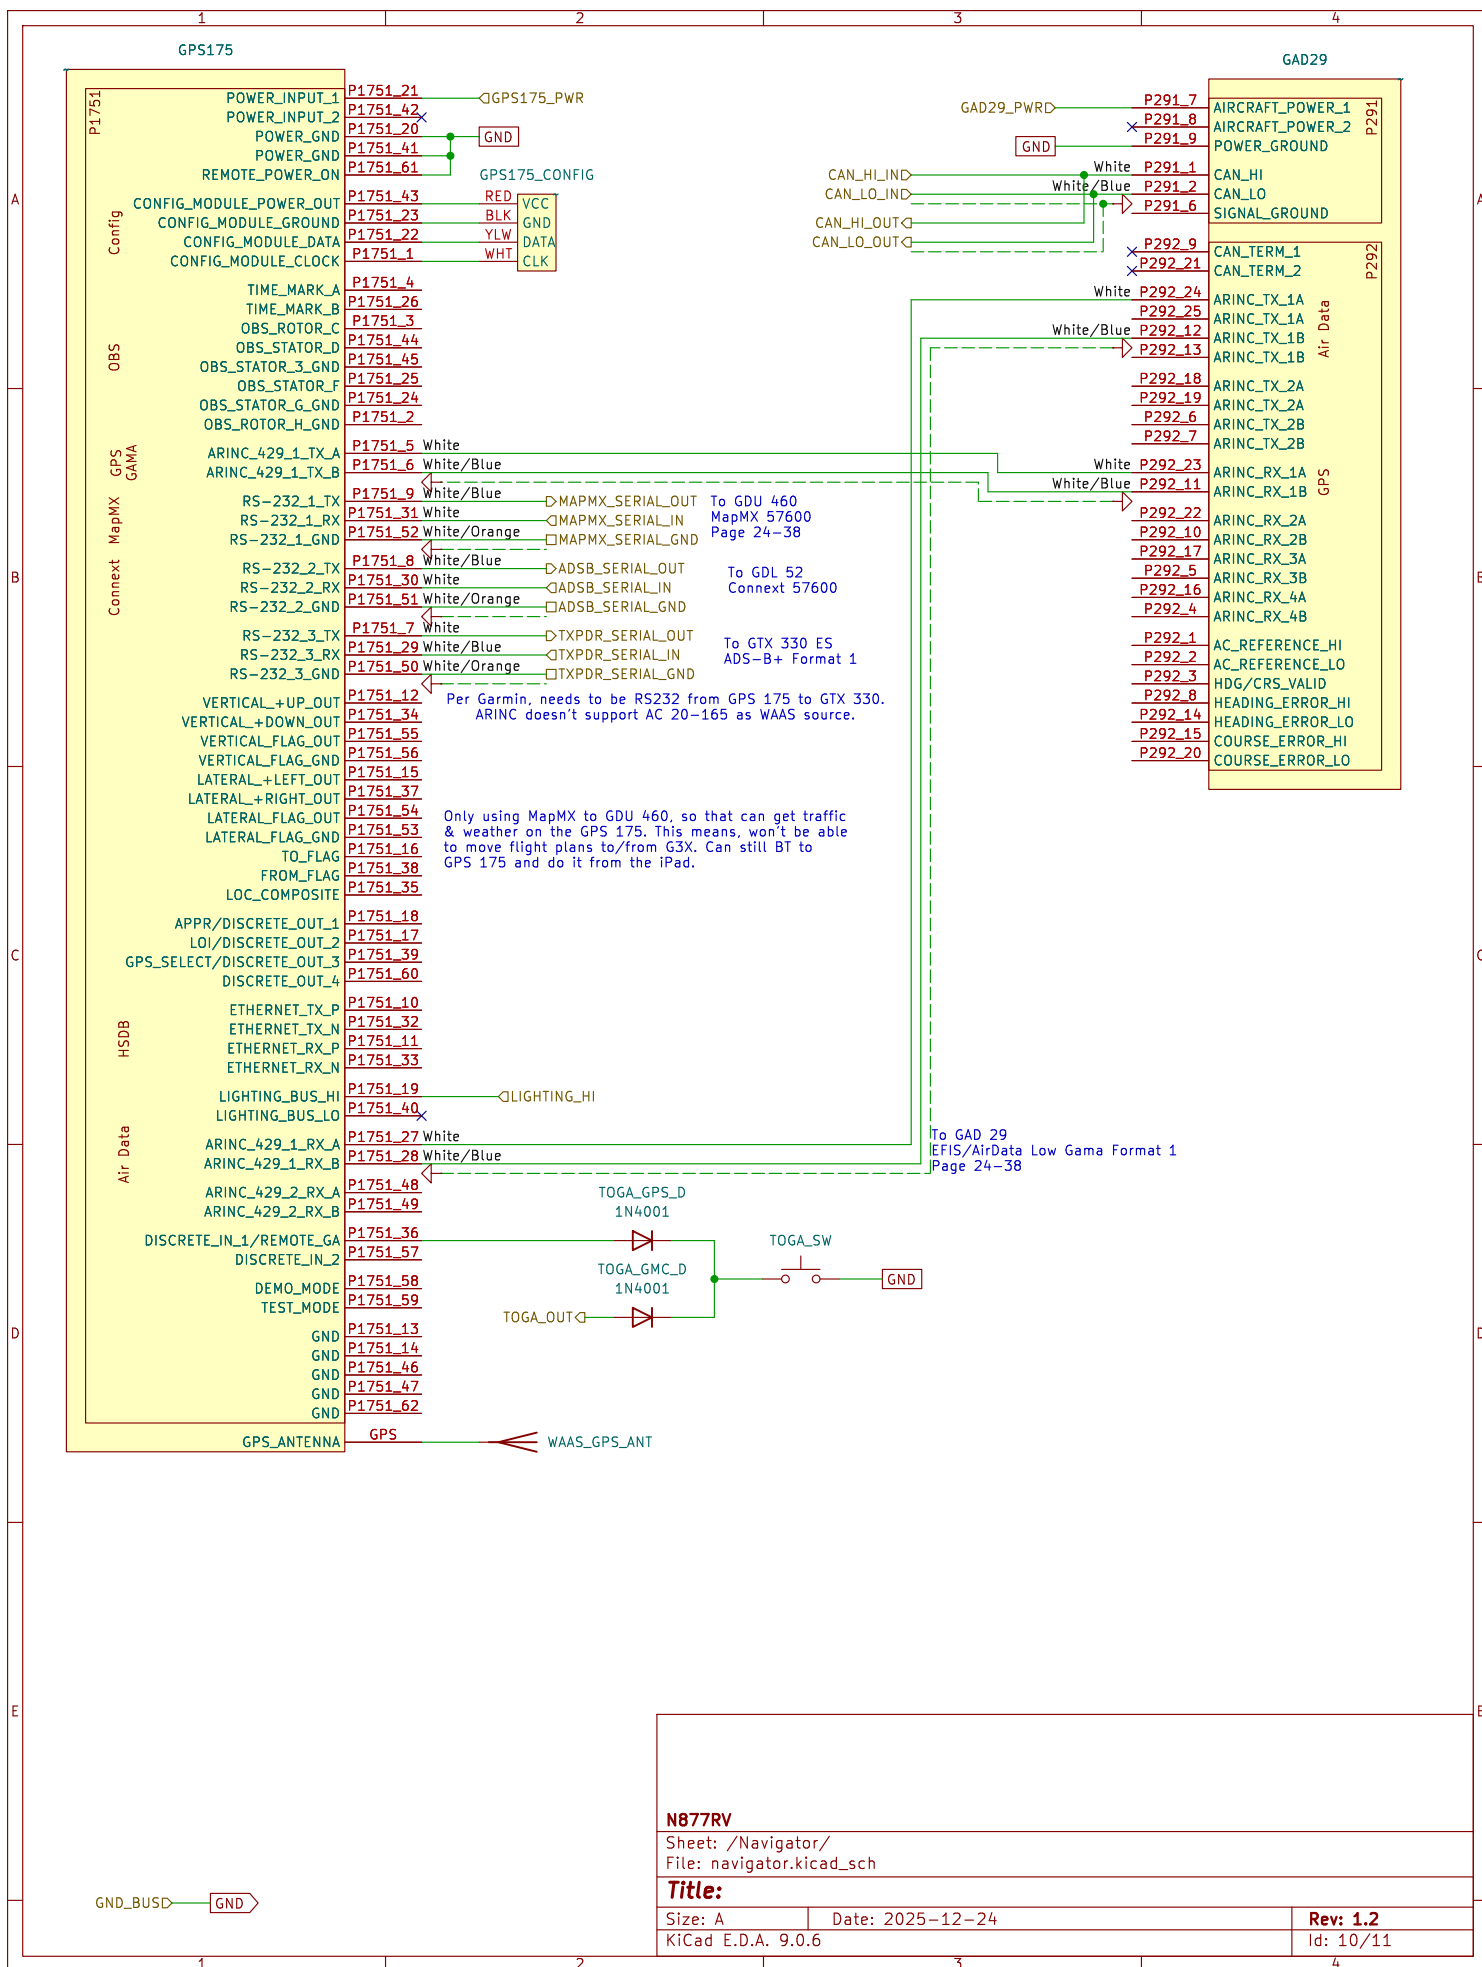 1 2 3 4
GPS175
GAD29
P1751
POWER_INPUT_1 P1751_21 GPS175_PWR
POWER_INPUT_2 P1751_42
POWER_GND P1751_20 GND
POWER_GND P1751_41
REMOTE_POWER_ON P1751_61
GPS175_CONFIG
A
Config
CONFIG_MODULE_POWER_OUT P1751_43 RED VCC
CONFIG_MODULE_GROUND P1751_23 BLK GND
CONFIG_MODULE_DATA P1751_22 YLW DATA
CONFIG_MODULE_CLOCK P1751_1 WHT CLK
TIME_MARK_A P1751_4
TIME_MARK_B P1751_26
OBS
OBS_ROTOR_C P1751_3
OBS_STATOR_D P1751_44
OBS_STATOR_3_GND P1751_45
OBS_STATOR_F P1751_25
OBS_STATOR_G_GND P1751_24
OBS_ROTOR_H_GND P1751_2
GPS
GAMA
ARINC_429_1_TX_A P1751_5 White
ARINC_429_1_TX_B P1751_6 White/Blue
MapMX
RS-232_1_TX P1751_9 White/Blue MAPMX_SERIAL_OUT
RS-232_1_RX P1751_31 White MAPMX_SERIAL_IN
RS-232_1_GND P1751_52 White/Orange MAPMX_SERIAL_GND
To GDU 460
MapMX 57600
Page 24-38
B
Connext
RS-232_2_TX P1751_8 White/Blue ADSB_SERIAL_OUT
RS-232_2_RX P1751_30 White ADSB_SERIAL_IN
RS-232_2_GND P1751_51 White/Orange ADSB_SERIAL_GND
To GDL 52
Connext 57600
RS-232_3_TX P1751_7 White TXPDR_SERIAL_OUT
RS-232_3_RX P1751_29 White/Blue TXPDR_SERIAL_IN
RS-232_3_GND P1751_50 White/Orange TXPDR_SERIAL_GND
To GTX 330 ES
ADS-B+ Format 1
Per Garmin, needs to be RS232 from GPS 175 to GTX 330.
ARINC doesn't support AC 20-165 as WAAS source.
VERTICAL_+UP_OUT P1751_12
VERTICAL_+DOWN_OUT P1751_34
VERTICAL_FLAG_OUT P1751_55
VERTICAL_FLAG_GND P1751_56
LATERAL_+LEFT_OUT P1751_15
LATERAL_+RIGHT_OUT P1751_37
LATERAL_FLAG_OUT P1751_54
LATERAL_FLAG_GND P1751_53
TO_FLAG P1751_16
FROM_FLAG P1751_38
LOC_COMPOSITE P1751_35
Only using MapMX to GDU 460, so that can get traffic
& weather on the GPS 175. This means, won't be able
to move flight plans to/from G3X. Can still BT to
GPS 175 and do it from the iPad.
C
APPR/DISCRETE_OUT_1 P1751_18
LOI/DISCRETE_OUT_2 P1751_17
GPS_SELECT/DISCRETE_OUT_3 P1751_39
DISCRETE_OUT_4 P1751_60
HSDB
ETHERNET_TX_P P1751_10
ETHERNET_TX_N P1751_32
ETHERNET_RX_P P1751_11
ETHERNET_RX_N P1751_33
LIGHTING_BUS_HI P1751_19 LIGHTING_HI
LIGHTING_BUS_LO P1751_40
Air Data
ARINC_429_1_RX_A P1751_27 White
ARINC_429_1_RX_B P1751_28 White/Blue
To GAD 29
EFIS/AirData Low Gama Format 1
Page 24-38
ARINC_429_2_RX_A P1751_48
ARINC_429_2_RX_B P1751_49
TOGA_GPS_D
1N4001
DISCRETE_IN_1/REMOTE_GA P1751_36
DISCRETE_IN_2 P1751_57
TOGA_GMC_D
1N4001
TOGA_SW
GND
TOGA_OUT
DEMO_MODE P1751_58
TEST_MODE P1751_59
D
GND P1751_13
GND P1751_14
GND P1751_46
GND P1751_47
GND P1751_62
GPS_ANTENNA GPS WAAS_GPS_ANT
GAD29_PWR P291_7 AIRCRAFT_POWER_1
P291
P291_8 AIRCRAFT_POWER_2
GND P291_9 POWER_GROUND
CAN_HI_IN White P291_1 CAN_HI
CAN_LO_IN White/Blue P291_2 CAN_LO
P291_6 SIGNAL_GROUND
CAN_HI_OUT
CAN_LO_OUT
A
P292
P292_9 CAN_TERM_1
P292_21 CAN_TERM_2
White P292_24 ARINC_TX_1A
P292_25 ARINC_TX_1A
White/Blue P292_12 ARINC_TX_1B
P292_13 ARINC_TX_1B
Air Data
P292_18 ARINC_TX_2A
P292_19 ARINC_TX_2A
P292_6 ARINC_TX_2B
P292_7 ARINC_TX_2B
White P292_23 ARINC_RX_1A
White/Blue P292_11 ARINC_RX_1B
GPS
P292_22 ARINC_RX_2A
P292_10 ARINC_RX_2B
P292_17 ARINC_RX_3A
P292_5 ARINC_RX_3B
P292_16 ARINC_RX_4A
P292_4 ARINC_RX_4B
P292_1 AC_REFERENCE_HI
P292_2 AC_REFERENCE_LO
P292_3 HDG/CRS_VALID
P292_8 HEADING_ERROR_HI
P292_14 HEADING_ERROR_LO
P292_15 COURSE_ERROR_HI
P292_20 COURSE_ERROR_LO
E
N877RV
Sheet: /Navigator/
File: navigator.kicad_sch
Title:
Size: A Date: 2025-12-24 Rev: 1.2
KiCad E.D.A. 9.0.6 Id: 10/11
GND_BUS GND
1 2 3 4